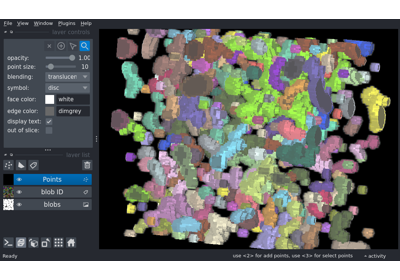 File View Window Plugins Help
layer controls
opacity: 1.00
point size: 10
blending: translucen
symbol: disc
face color: white
edge color: dimgrey
display text:
out of slice:
layer list
Points
blob ID
blobs
Ready
use <2> for add points, use <3> for select points
activity